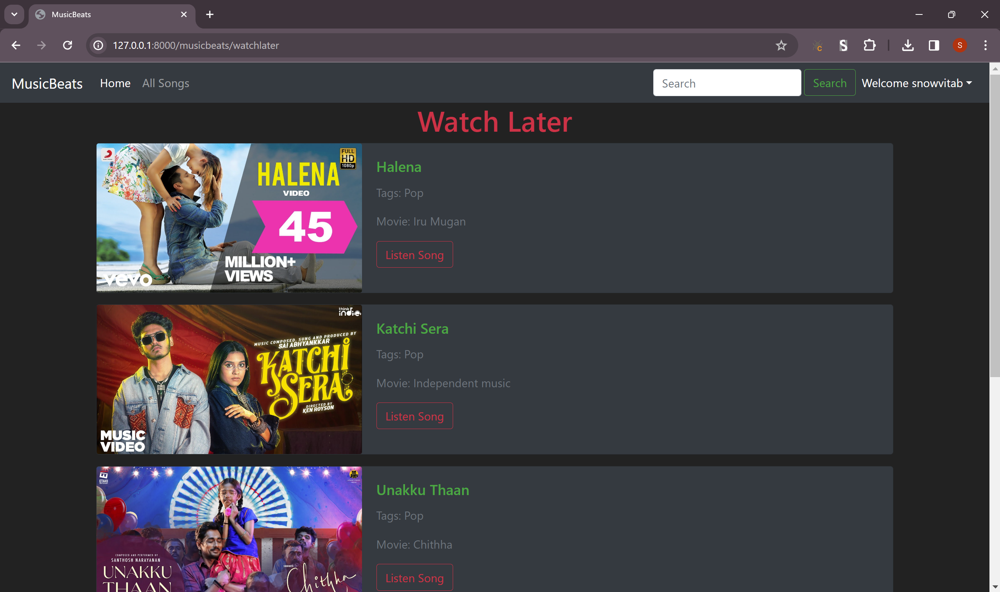 MusicBeats
127.0.0.1:8000/musicbeats/watchlater
S
C
S
MusicBeats Home All Songs Search Search Welcome snowvitab
Watch Later
FULL
HD
1080p
HALENA
VIDEO
45
MILLION+
VIEWS
vevo
Halena
Tags: Pop
Movie: Iru Mugan
Listen Song
think
indie
MUSIC COMPOSED, SUNG AND PRODUCED BY
SAI ABHYANKKAR
KATCHI
SERA
DIRECTED BY
KEN ROYSON
MUSIC
VIDEO
Katchi Sera
Tags: Pop
Movie: Independent music
Listen Song
ETAKI
COMPOSED AND PERFORMED BY
SANTHOSH NARAYANAN
UNAKKU
THAAN
SIDDHARTH
Chithha
Unakku Thaan
Tags: Pop
Movie: Chithha
Listen Song